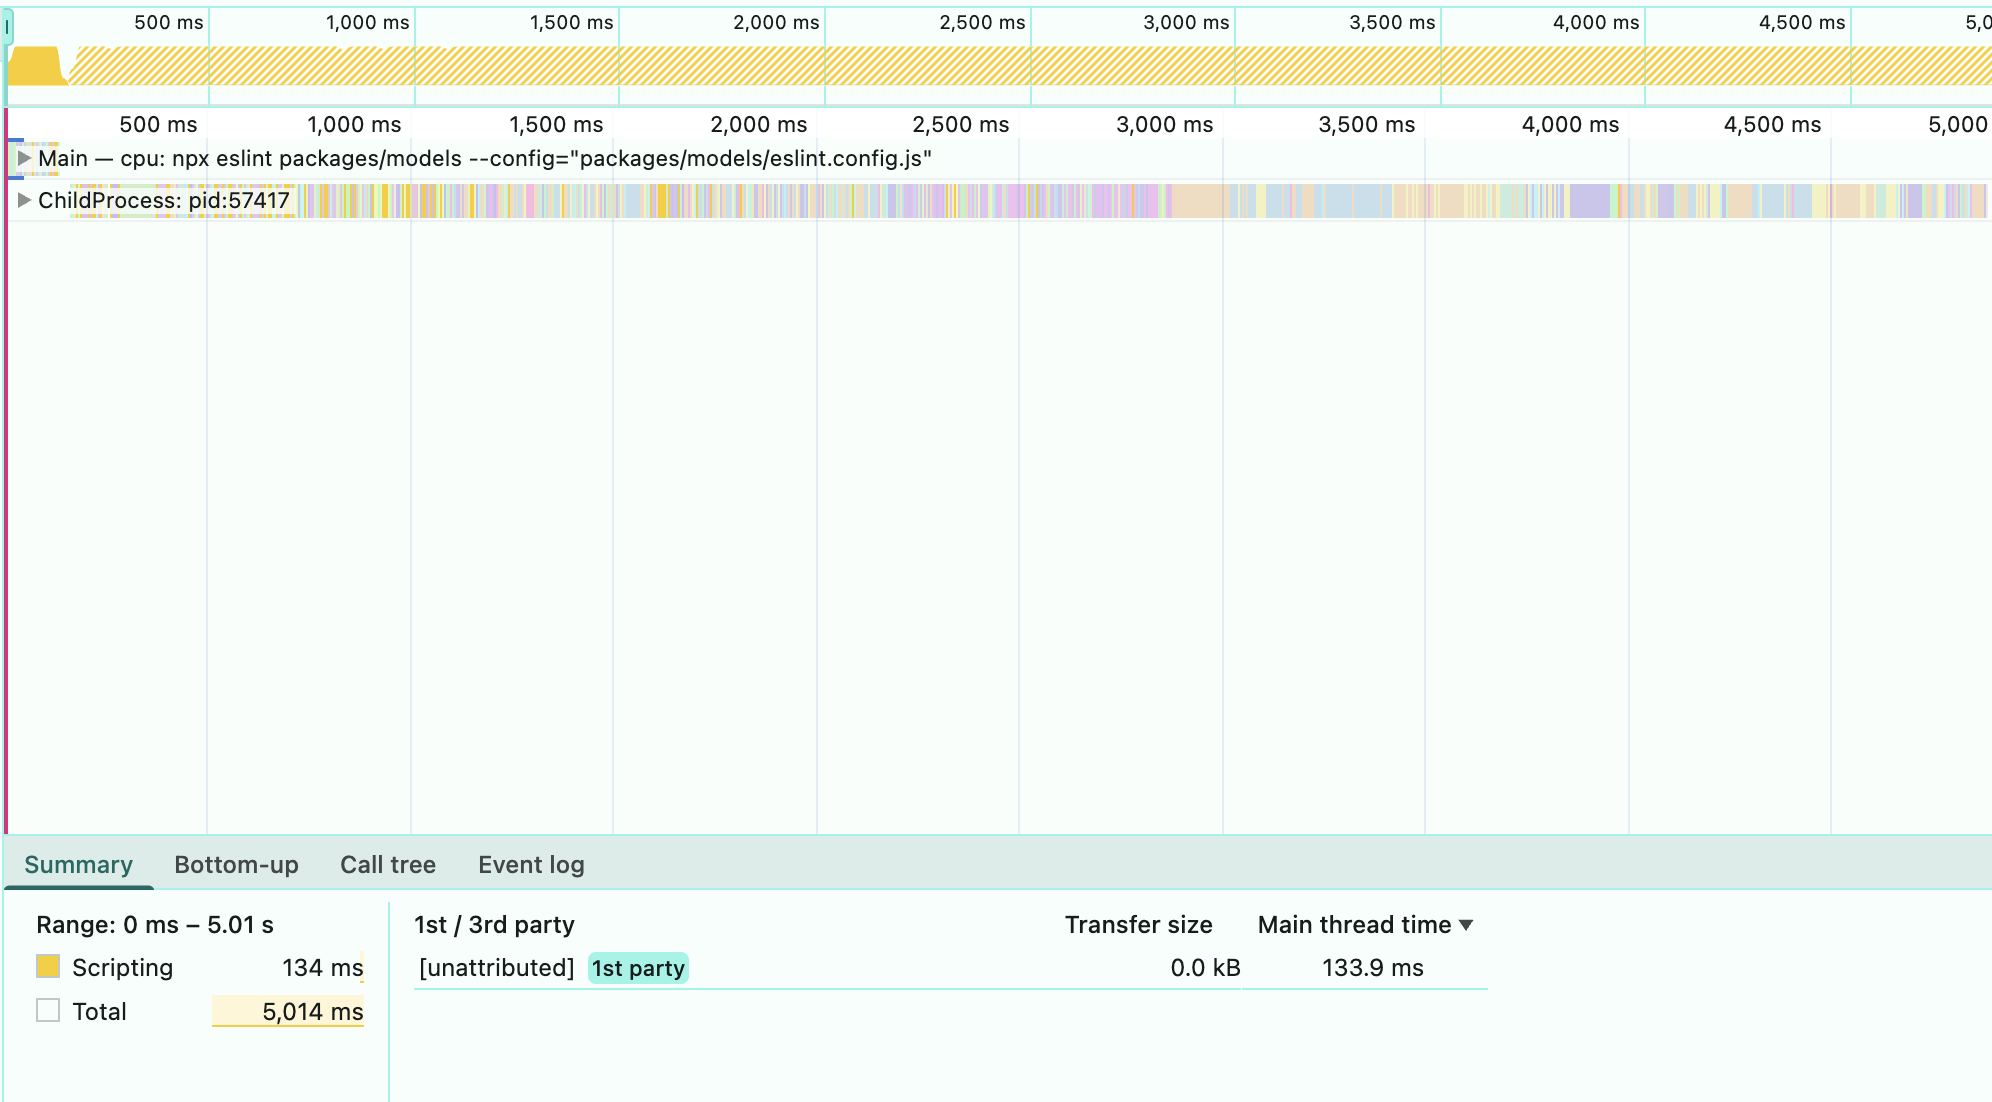 500 ms 1,000 ms 1,500 ms 2,000 ms 2,500 ms 3,000 ms 3,500 ms 4,000 ms 4,500 ms 5,0
500 ms 1,000 ms 1,500 ms 2,000 ms 2,500 ms 3,000 ms 3,500 ms 4,000 ms 4,500 ms 5,000
Main — cpu: npx eslint packages/models --config="packages/models/eslint.config.js"
ChildProcess: pid:57417
Summary Bottom-up Call tree Event log
Range: 0 ms – 5.01 s
Scripting 134 ms
Total 5,014 ms
1st / 3rd party Transfer size Main thread time
[unattributed] 1st party 0.0 kB 133.9 ms